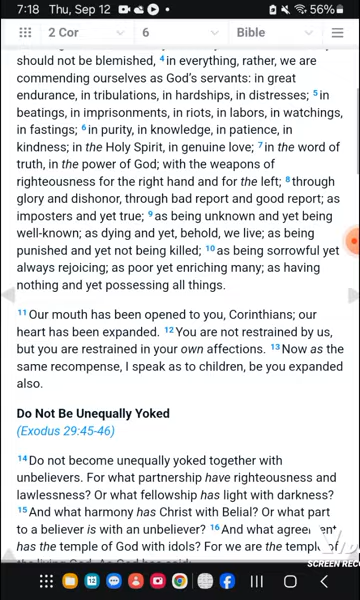 7:18 Thu, Sep 12 56%
2 Cor 6 Bible
should not be blemished, 4 in everything, rather, we are
commending ourselves as God's servants: in great
endurance, in tribulations, in hardships, in distresses; 5 in
beatings, in imprisonments, in riots, in labors, in watchings,
in fastings; 6 in purity, in knowledge, in patience, in
kindness; in the Holy Spirit, in genuine love; 7 in the word of
truth, in the power of God; with the weapons of
righteousness for the right hand and for the left; 8 through
glory and dishonor, through bad report and good report; as
imposters and yet true; 9 as being unknown and yet being
well-known; as dying and yet, behold, we live; as being
punished and yet not being killed; 10 as being sorrowful yet
always rejoicing; as poor yet enriching many; as having
nothing and yet possessing all things.
11 Our mouth has been opened to you, Corinthians; our
heart has been expanded. 12 You are not restrained by us,
but you are restrained in your own affections. 13 Now as the
same recompense, I speak as to children, be you expanded
also.
Do Not Be Unequally Yoked
(Exodus 29:45-46)
14 Do not become unequally yoked together with
unbelievers. For what partnership have righteousness and
lawlessness? Or what fellowship has light with darkness?
15 And what harmony has Christ with Belial? Or what part
to a believer is with an unbeliever? 16 And what agreement
has the temple of God with idols? For we are the temple of
the living God. As God has said:
SCREEN REC